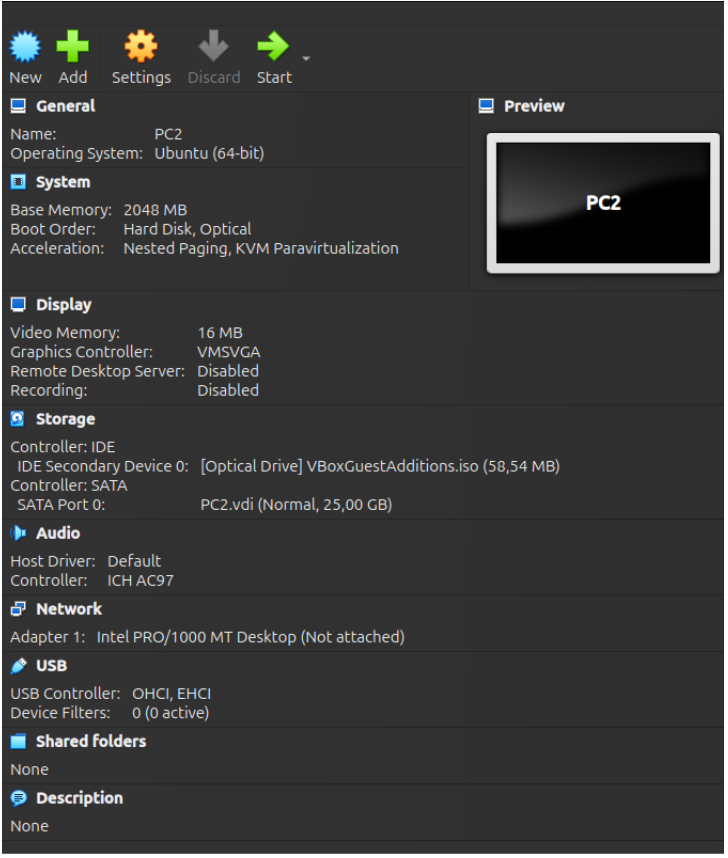 New Add Settings Discard Start
General
Name: PC2
Operating System: Ubuntu (64-bit)
Preview
PC2
System
Base Memory: 2048 MB
Boot Order: Hard Disk, Optical
Acceleration: Nested Paging, KVM Paravirtualization
Display
Video Memory: 16 MB
Graphics Controller: VMSVGA
Remote Desktop Server: Disabled
Recording: Disabled
Storage
Controller: IDE
IDE Secondary Device 0: [Optical Drive] VBoxGuestAdditions.iso (58,54 MB)
Controller: SATA
SATA Port 0: PC2.vdi (Normal, 25,00 GB)
Audio
Host Driver: Default
Controller: ICH AC97
Network
Adapter 1: Intel PRO/1000 MT Desktop (Not attached)
USB
USB Controller: OHCI, EHCI
Device Filters: 0 (0 active)
Shared folders
None
Description
None